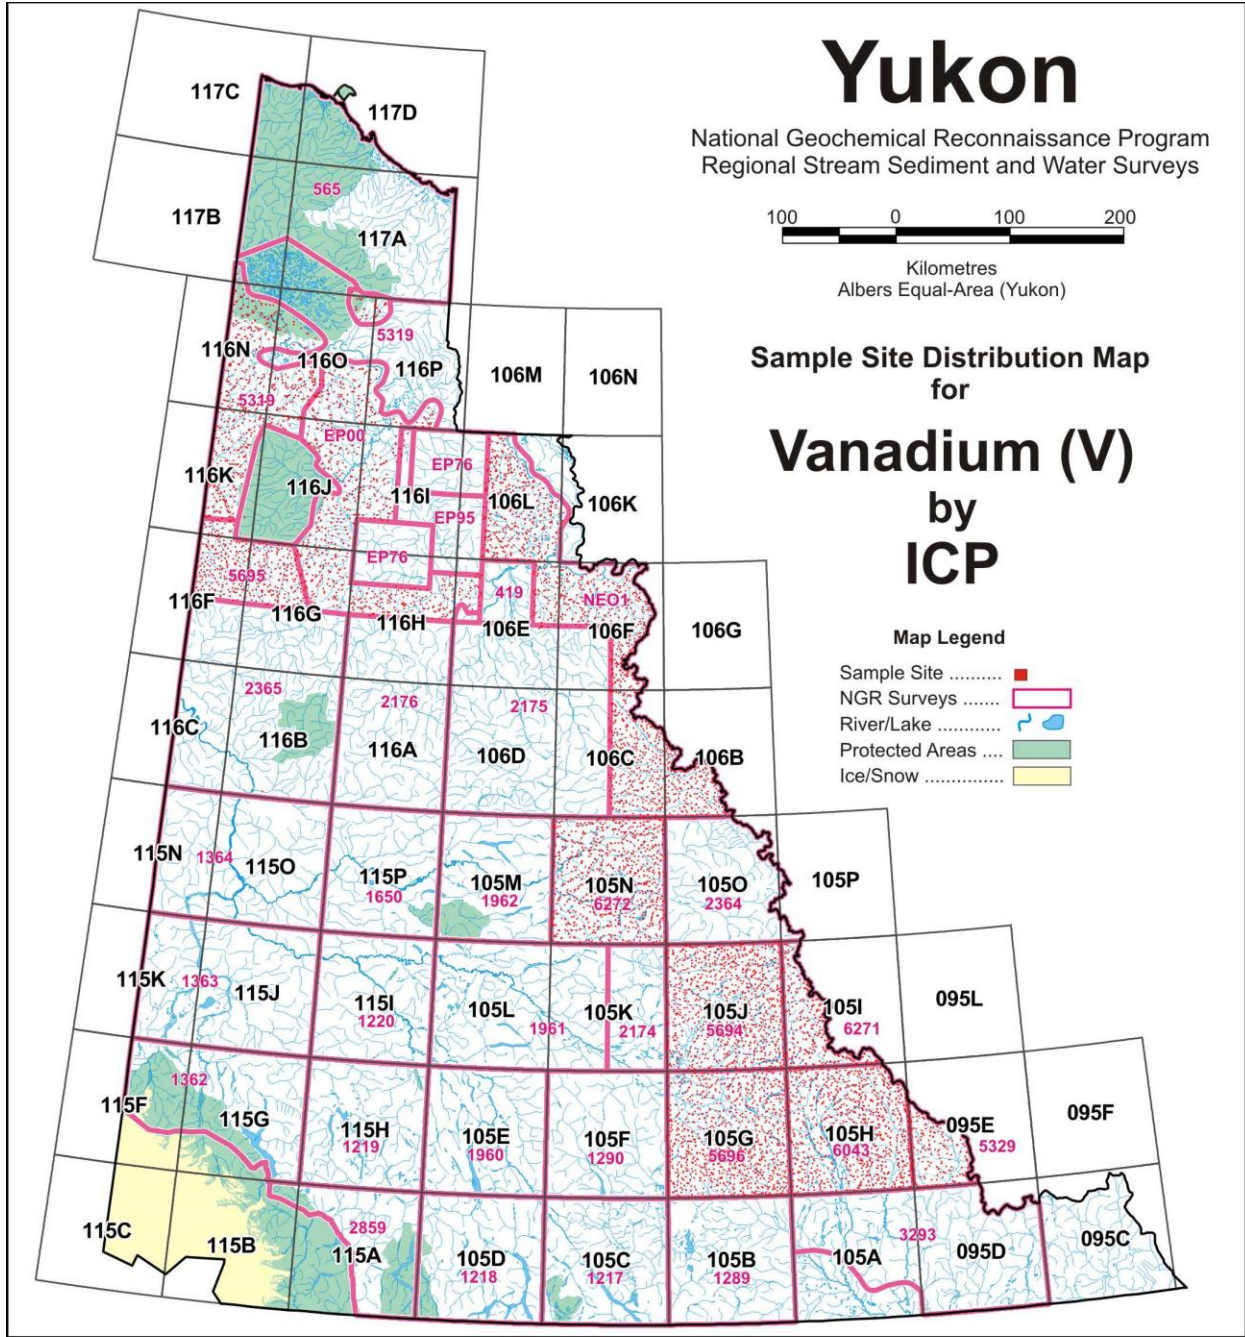 Yukon
National Geochemical Reconnaissance Program
Regional Stream Sediment and Water Surveys
100 0 100 200
Kilometres
Albers Equal-Area (Yukon)
Sample Site Distribution Map
for
Vanadium (V)
by
ICP
Map Legend
Sample Site ..........
NGR Surveys .......
River/Lake ............
Protected Areas ....
Ice/Snow ...............
117C
117D
565
117B
117A
5319
116N
116O
116P
106M
106N
5319
EP00
EP76
116K
116J
116I
106L
106K
EP95
EP76
5695
419
NEO1
116F
116G
116H
106E
106F
106G
2365
2176
2175
116C
116B
116A
106D
106C
106B
115N
1364
115O
115P
1650
105M
1962
105N
6272
105O
2364
105P
115K
1363
115J
115I
1220
105L
1961
105K
2174
105J
5694
105I
6271
095L
1362
115F
115G
115H
1219
105E
1960
105F
1290
105G
5696
105H
6043
095E
5329
095F
115C
115B
2859
115A
105D
1218
105C
1217
105B
1289
105A
3293
095D
095C